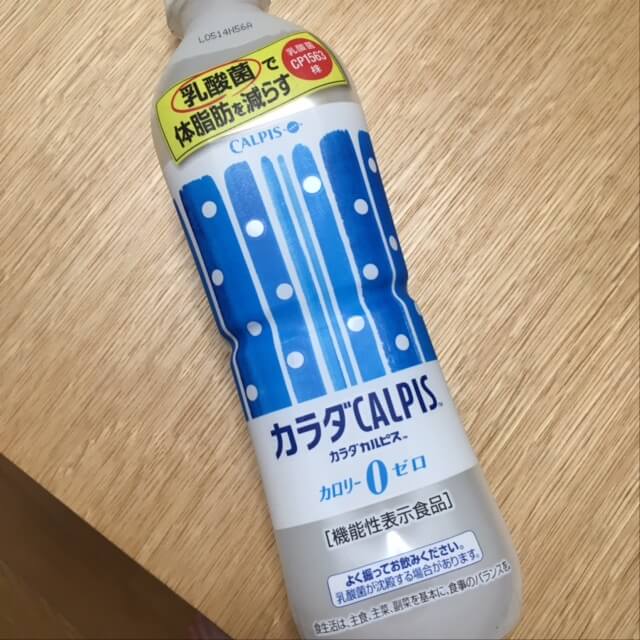 L0514H56A
乳酸菌で
体脂肪を減らす
乳酸菌
CP1563
株
CALPIS
カラダCALPIS™
カラダカルピス™
カロリー0ゼロ
[機能性表示食品]
よく振ってお飲みください。
乳酸菌が沈殿する場合があります。
食生活は、主食、主菜、副菜を基本に、食事のバランスを